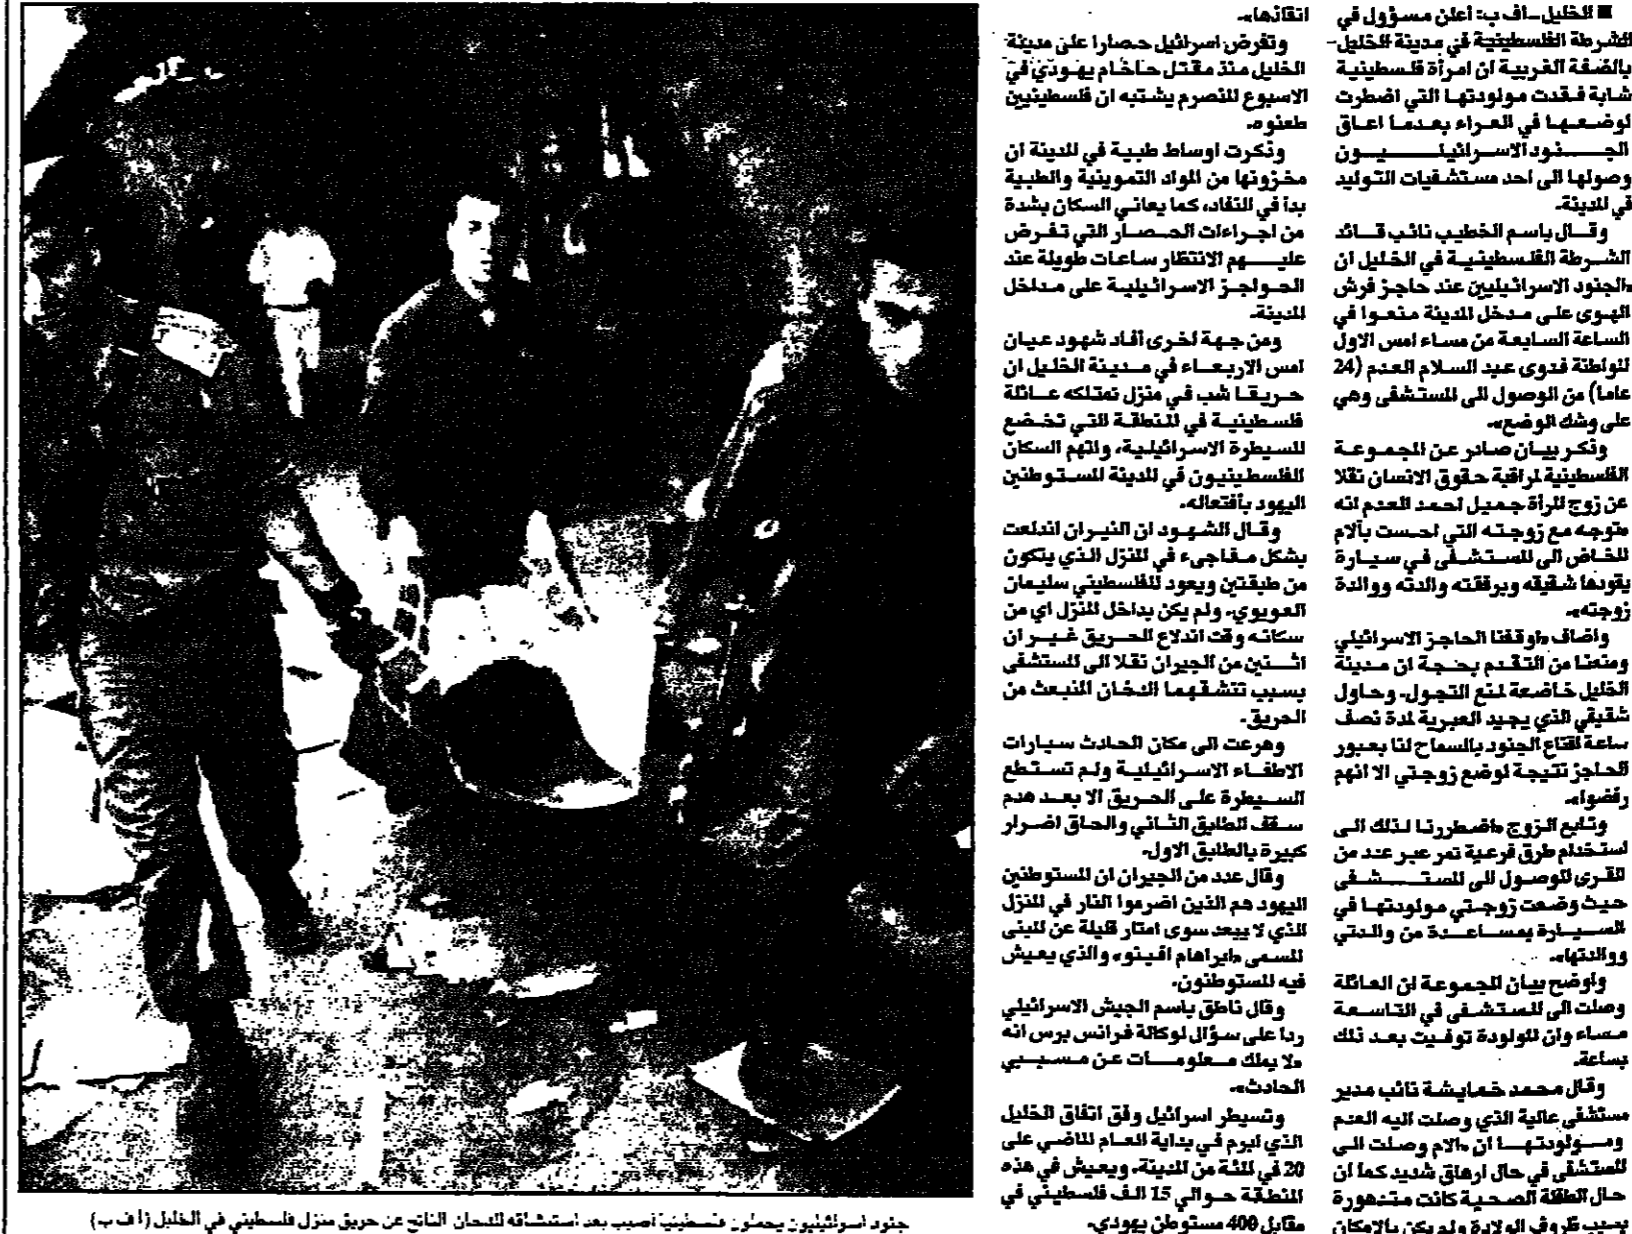 ■ الخليل ـ اف ب: اعلن مسؤول في
الشرطة الفلسطينية في مدينة الخليل
بالضفة الغربية ان امرأة فلسطينية
شابة فقدت مولودتها التي اضطرت
لوضعها في العراء بعدما اعاق
الجنود الاسرائيليون
وصولها الى احد مستشفيات التوليد
في المدينة.
وقال باسم الخطيب نائب قائد
الشرطة الفلسطينية في الخليل ان
«الجنود الاسرائيليين عند حاجز فرش
الهوى على مدخل المدينة منعوا في
الساعة السابعة من مساء امس الاول
المواطنة فدوى عبد السلام العدم (24
عاما) من الوصول الى المستشفى وهي
على وشك الوضع».
وذكر بيان صادر عن المجموعة
الفلسطينية لمراقبة حقوق الانسان نقلا
عن زوج المرأة جميل احمد العدم انه
«توجه مع زوجته التي احست بآلام
المخاض الى المستشفى في سيارة
يقودها شقيقه وبرفقته والدته ووالدة
زوجته».
واضاف «اوقفنا الحاجز الاسرائيلي
ومنعنا من التقدم بحجة ان مدينة
الخليل خاضعة لمنع التجول. وحاول
شقيقي الذي يجيد العبرية لمدة نصف
ساعة اقناع الجنود بالسماح لنا بعبور
الحاجز نتيجة لوضع زوجتي الا انهم
رفضوا».
وتابع الزوج «اضطررنا لذلك الى
استخدام طرق فرعية تمر عبر عدد من
القرى للوصول الى المستشفى
حيث وضعت زوجتي مولودتها في
السيارة بمساعدة من والدتي
ووالدتها».
واوضح بيان المجموعة ان العائلة
وصلت الى المستشفى في التاسعة
مساء وان المولودة توفيت بعد ذلك
بساعة.
وقال محمد خمايشة نائب مدير
مستشفى عالية الذي وصلت اليه العدم
ومولودتها ان «الام وصلت الى
المستشفى في حال ارهاق شديد كما ان
حال الطفلة الصحية كانت متدهورة
بسبب ظروف الولادة ولم يكن بالامكان
انقاذها».
وتفرض اسرائيل حصارا على مدينة
الخليل منذ مقتل حاخام يهودي في
الاسبوع المنصرم يشتبه ان فلسطينيين
طعنوه.
وذكرت اوساط طبية في المدينة ان
مخزونها من المواد التموينية والطبية
بدأ في النفاد، كما يعاني السكان بشدة
من اجراءات الحصار التي تفرض
عليهم الانتظار ساعات طويلة عند
الحواجز الاسرائيلية على مداخل
المدينة.
ومن جهة اخرى افاد شهود عيان
امس الاربعاء في مدينة الخليل ان
حريقا شب في منزل تمتلكه عائلة
فلسطينية في المنطقة التي تخضع
للسيطرة الاسرائيلية، واتهم السكان
الفلسطينيون في المدينة المستوطنين
اليهود بافتعاله.
وقال الشهود ان النيران اندلعت
بشكل مفاجىء في المنزل الذي يتكون
من طبقتين ويعود للفلسطيني سليمان
العويوي. ولم يكن بداخل المنزل اي من
سكانه وقت اندلاع الحريق غير ان
اثنين من الجيران نقلا الى المستشفى
بسبب تنشقهما الدخان المنبعث من
الحريق.
وهرعت الى مكان الحادث سيارات
الاطفاء الاسرائيلية ولم تستطع
السيطرة على الحريق الا بعد هدم
سقف الطابق الثاني والحاق اضرار
كبيرة بالطابق الاول.
وقال عدد من الجيران ان المستوطنين
اليهود هم الذين اضرموا النار في المنزل
الذي لا يبعد سوى امتار قليلة عن المبنى
المسمى «ابراهام افينو» والذي يعيش
فيه المستوطنون.
وقال ناطق باسم الجيش الاسرائيلي
ردا على سؤال لوكالة فرانس برس انه
«لا يملك معلومات عن مسببي
الحادث».
وتسيطر اسرائيل وفق اتفاق الخليل
الذي ابرم في بداية العام الماضي على
20 في المئة من المدينة. ويعيش في هذه
المنطقة حوالي 15 الف فلسطيني في
مقابل 400 مستوطن يهودي.
جنود اسرائيليون يحملون فلسطينيا اصيب بعد استنشاقه للدخان الناتج عن حريق منزل فلسطيني في الخليل (ا ف ب)